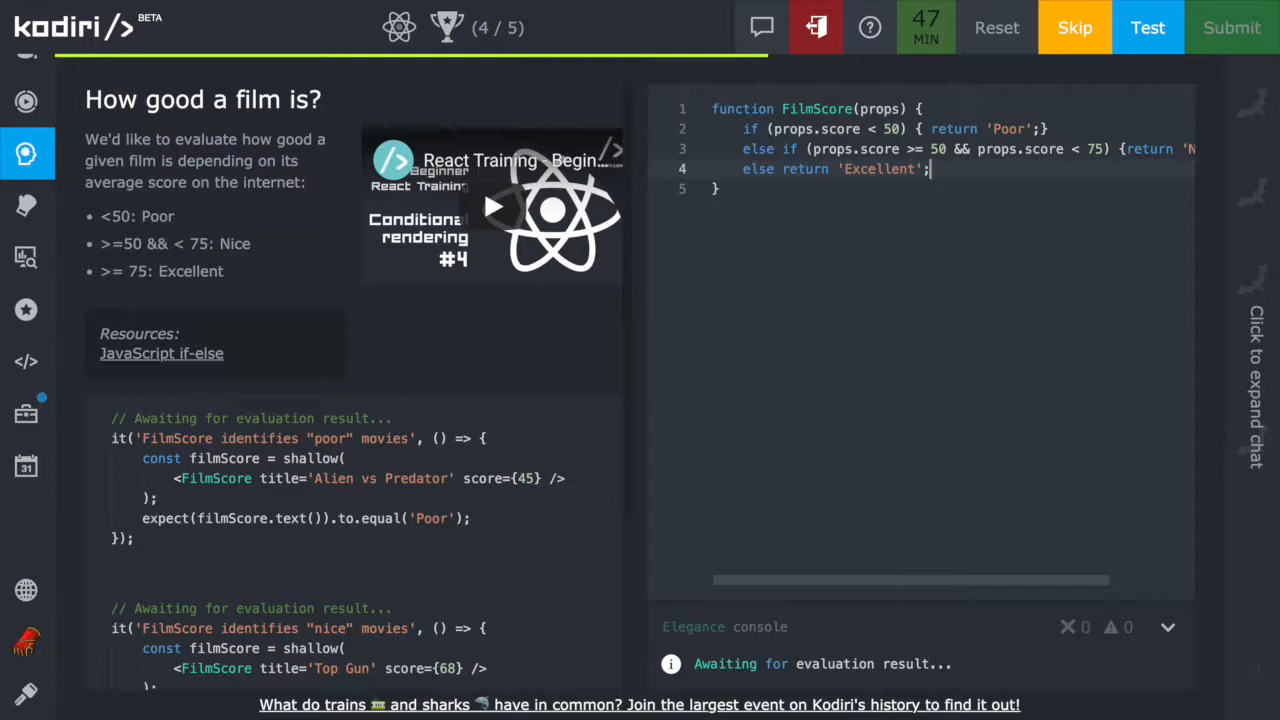 kodiri /> BETA
(4 / 5)
47
MIN
Reset
Skip
Test
Submit
How good a film is?
We'd like to evaluate how good a
given film is depending on its
average score on the internet:
• <50: Poor
• >=50 && < 75: Nice
• >= 75: Excellent
Resources:
JavaScript if-else
React Training - Begin...
Beginner
React Training
Conditional
rendering
#4
// Awaiting for evaluation result...
it('FilmScore identifies "poor" movies', () => {
const filmScore = shallow(
<FilmScore title='Alien vs Predator' score={45} />
);
expect(filmScore.text()).to.equal('Poor');
});
// Awaiting for evaluation result...
it('FilmScore identifies "nice" movies', () => {
const filmScore = shallow(
<FilmScore title='Top Gun' score={68} />
);
1 function FilmScore(props) {
2 if (props.score < 50) { return 'Poor';}
3 else if (props.score >= 50 && props.score < 75) {return 'N
4 else return 'Excellent';
5 }
Elegance console
0 0
Awaiting for evaluation result...
Click to expand chat
</>
31
What do trains 🚃 and sharks 🦈 have in common? Join the largest event on Kodiri's history to find it out!